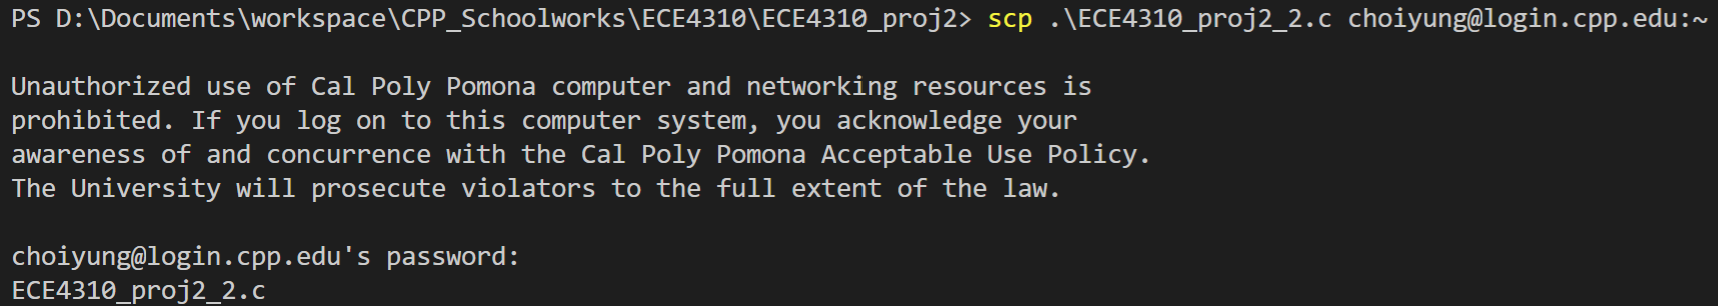 PS D:\Documents\workspace\CPP_Schoolworks\ECE4310\ECE4310_proj2> scp .\ECE4310_proj2_2.c choiyung@login.cpp.edu:~
Unauthorized use of Cal Poly Pomona computer and networking resources is
prohibited. If you log on to this computer system, you acknowledge your
awareness of and concurrence with the Cal Poly Pomona Acceptable Use Policy.
The University will prosecute violators to the full extent of the law.
choiyung@login.cpp.edu's password:
ECE4310_proj2_2.c